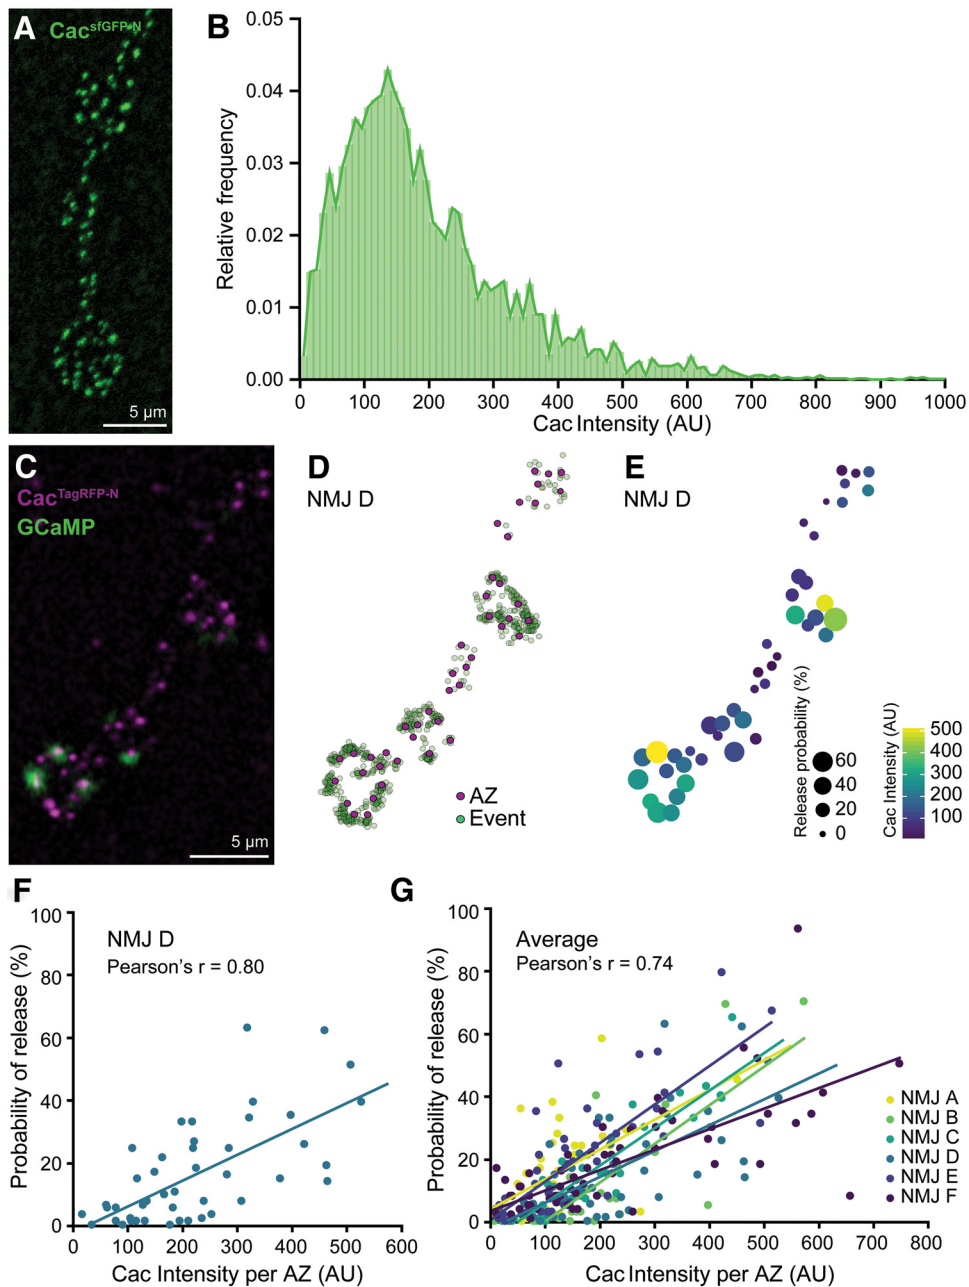 A
Cac^sfGFP-N
5 µm
B
0.05
0.04
0.03
0.02
0.01
0.00
Relative frequency
0
100
200
300
400
500
600
700
800
900
1000
Cac Intensity (AU)
C
Cac^TagRFP-N
GCaMP
5 µm
D
NMJ D
AZ
Event
E
NMJ D
Release probability (%)
60
40
20
0
Cac Intensity (AU)
500
400
300
200
100
F
NMJ D
Pearson's r = 0.80
100
80
60
40
20
0
Probability of release (%)
0
100
200
300
400
500
600
Cac Intensity per AZ (AU)
G
Average
Pearson's r = 0.74
100
80
60
40
20
0
Probability of release (%)
0
100
200
300
400
500
600
700
800
Cac Intensity per AZ (AU)
NMJ A
NMJ B
NMJ C
NMJ D
NMJ E
NMJ F